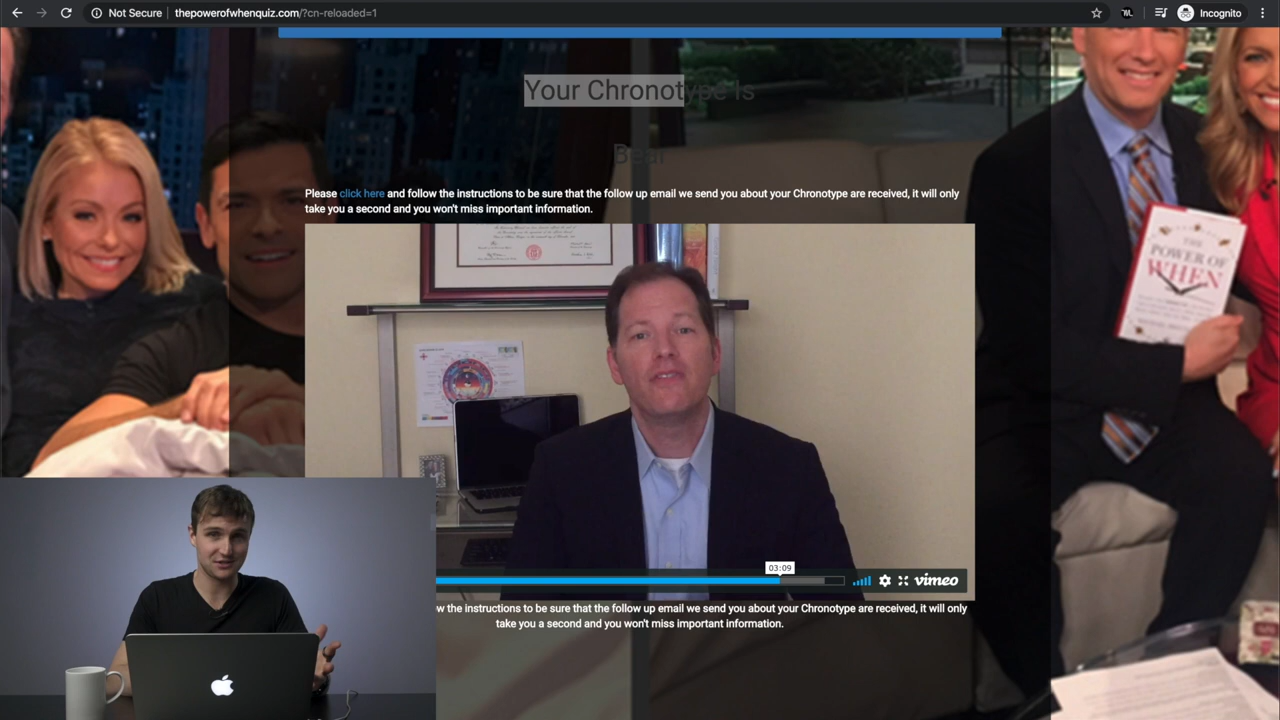 Not Secure thepowerofwhenquiz.com/?cn-reloaded=1
Incognito
Your Chronotype Is
Bear
Please click here and follow the instructions to be sure that the follow up email we send you about your Chronotype are received, it will only
take you a second and you won't miss important information.
THE
POWER OF
WHEN
03:09
vimeo
w the instructions to be sure that the follow up email we send you about your Chronotype are received, it will only
take you a second and you won't miss important information.